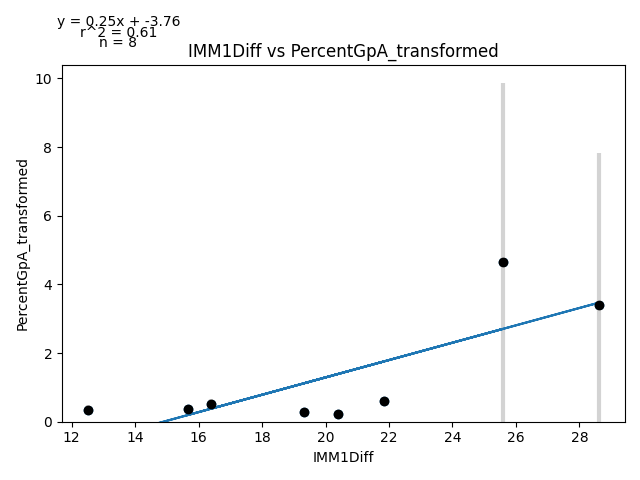 y = 0.25x + -3.76
r^2 = 0.61
n = 8
IMM1Diff vs PercentGpA_transformed
PercentGpA_transformed
10
8
6
4
2
0
12 14 16 18 20 22 24 26 28
IMM1Diff